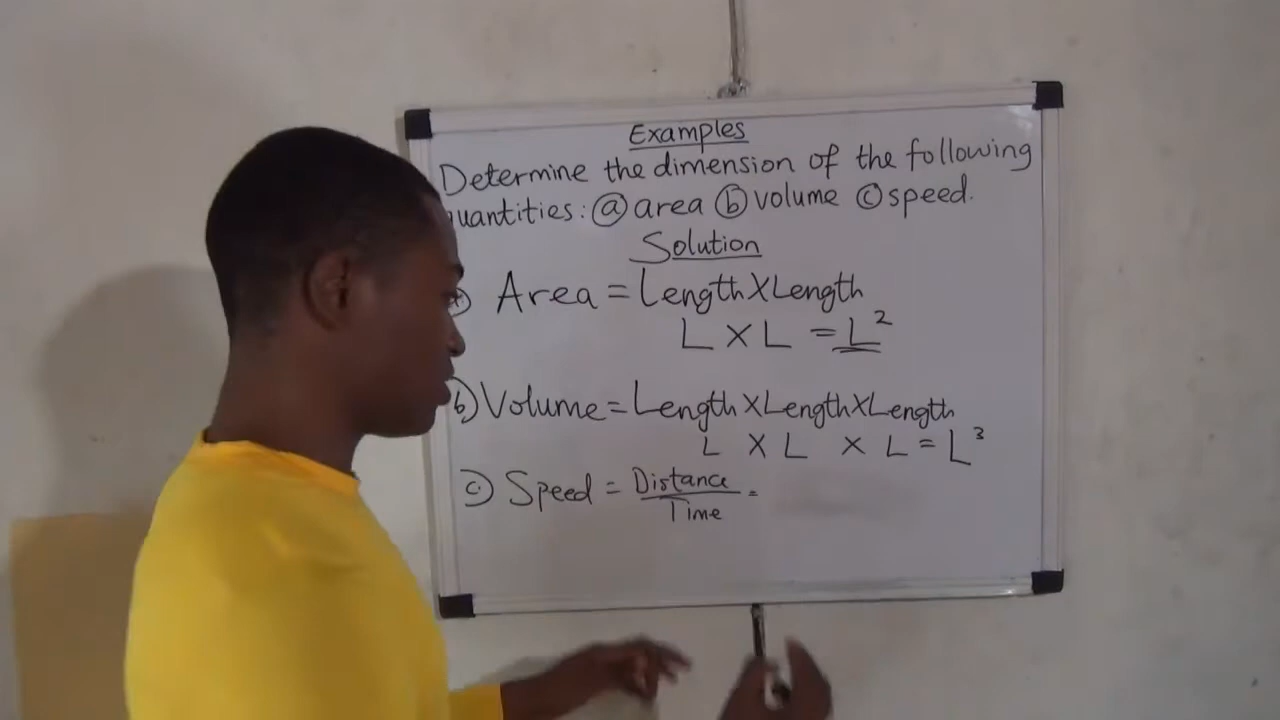 Examples
Determine the dimension of the following
quantities: ⓐ area ⓑ volume ⓒ speed.
Solution
Area = Length X Length
L X L = L²
b) Volume = Length X Length X Length
L X L X L = L³
c) Speed = Distance/Time =